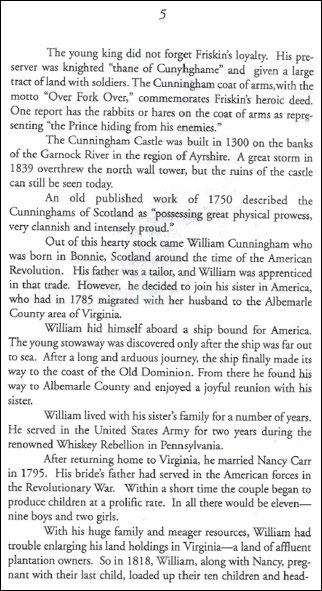 5
The young king did not forget Friskin's loyalty. His pre-
server was knighted "thane of Cunyhghame" and given a large
tract of land with soldiers. The Cunningham coat of arms,with the
motto "Over Fork Over," commemorates Friskin's heroic deed.
One report has the rabbits or hares on the coat of arms as repre-
senting "the Prince hiding from his enemies."
The Cunningham Castle was built in 1300 on the banks
of the Garnock River in the region of Ayrshire. A great storm in
1839 overthrew the north wall tower, but the ruins of the castle
can still be seen today.
An old published work of 1750 described the
Cunninghams of Scotland as "possessing great physical prowess,
very clannish and intensely proud."
Out of this hearty stock came William Cunningham who
was born in Bonnie, Scotland around the time of the American
Revolution. His father was a tailor, and William was apprenticed
in that trade. However, he decided to join his sister in America,
who had in 1785 migrated with her husband to the Albemarle
County area of Virginia.
William hid himself aboard a ship bound for America.
The young stowaway was discovered only after the ship was far out
to sea. After a long and arduous journey, the ship finally made its
way to the coast of the Old Dominion. From there he found his
way to Albemarle County and enjoyed a joyful reunion with his
sister.
William lived with his sister's family for a number of years.
He served in the United States Army for two years during the
renowned Whiskey Rebellion in Pennsylvania.
After returning home to Virginia, he married Nancy Carr
in 1795. His bride's father had served in the American forces in
the Revolutionary War. Within a short time the couple began to
produce children at a prolific rate. In all there would be eleven—
nine boys and two girls.
With his huge family and meager resources, William had
trouble enlarging his land holdings in Virginia—a land of affluent
plantation owners. So in 1818, William, along with Nancy, preg-
nant with their last child, loaded up their ten children and head-